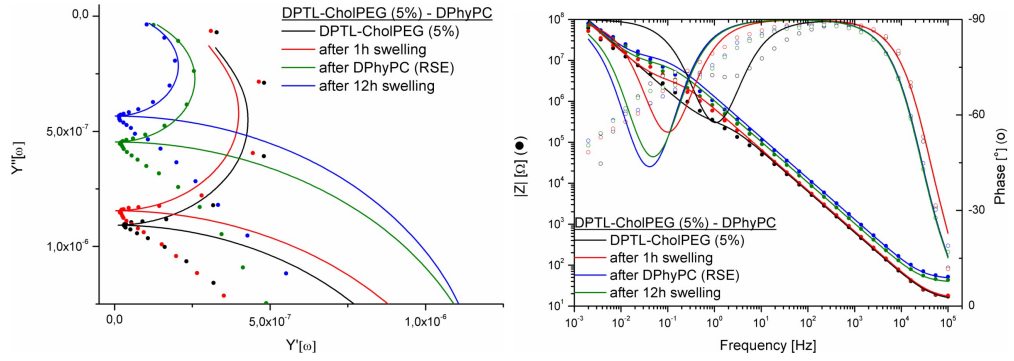 DPTL-CholPEG (5%) - DPhyPC
DPTL-CholPEG (5%)
after 1h swelling
after DPhyPC (RSE)
after 12h swelling
0,0
5,0x10⁻⁷
1,0x10⁻⁶
Y''[ω]
0,0
5,0x10⁻⁷
1,0x10⁻⁶
Y'[ω]
10⁸
10⁷
10⁶
10⁵
10⁴
10³
10²
10¹
|Z| [Ω] (●)
DPTL-CholPEG (5%) - DPhyPC
DPTL-CholPEG (5%)
after 1h swelling
after DPhyPC (RSE)
after 12h swelling
-90
-60
-30
0
Phase [°] (o)
10⁻³
10⁻²
10⁻¹
10⁰
10¹
10²
10³
10⁴
10⁵
Frequency [Hz]